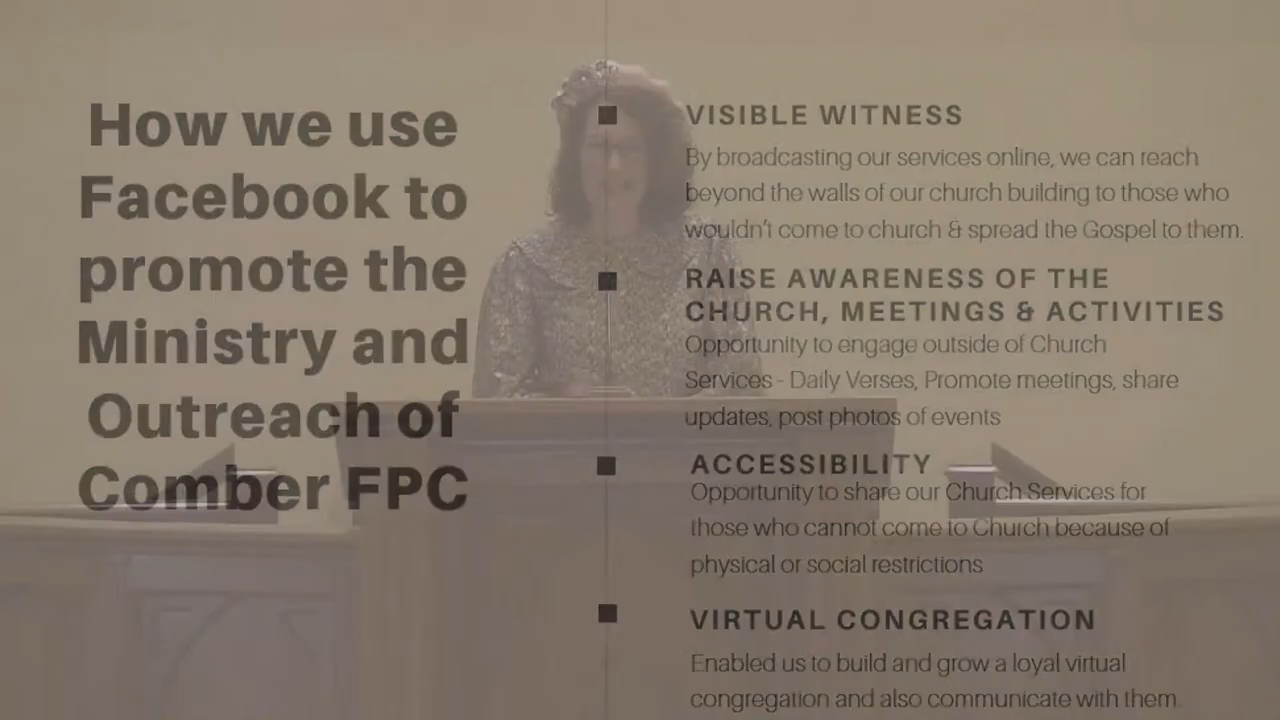 How we use
Facebook to
promote the
Ministry and
Outreach of
Comber FPC
VISIBLE WITNESS
By broadcasting our services online, we can reach
beyond the walls of our church building to those who
wouldn't come to church & spread the Gospel to them.
RAISE AWARENESS OF THE
CHURCH, MEETINGS & ACTIVITIES
Opportunity to engage outside of Church
Services - Daily Verses, Promote meetings, share
updates, post photos of events
ACCESSIBILITY
Opportunity to share our Church Services for
those who cannot come to Church because of
physical or social restrictions
VIRTUAL CONGREGATION
Enabled us to build and grow a loyal virtual
congregation and also communicate with them.